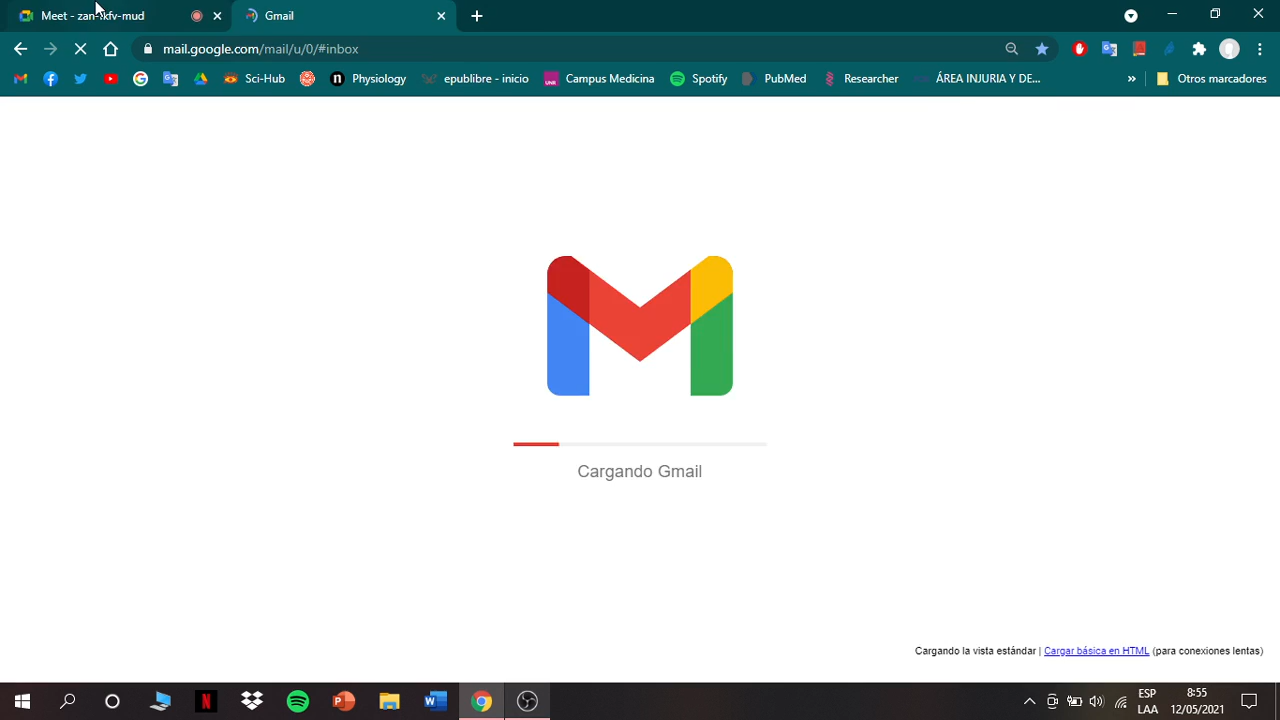 Meet - zan-xkfv-mud
Gmail
mail.google.com/mail/u/0/#inbox
Sci-Hub
Physiology
epublibre - inicio
Campus Medicina
Spotify
PubMed
Researcher
ÁREA INJURIA Y DE...
»
Otros marcadores
Cargando Gmail
Cargando la vista estándar | Cargar básica en HTML (para conexiones lentas)
ESP
LAA
8:55
12/05/2021